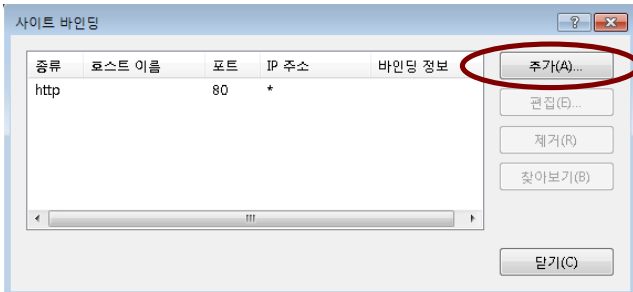 사이트 바인딩
종류 호스트 이름 포트 IP 주소 바인딩 정보
http 80 *
추가(A)...
편집(E)...
제거(R)
찾아보기(B)
닫기(C)